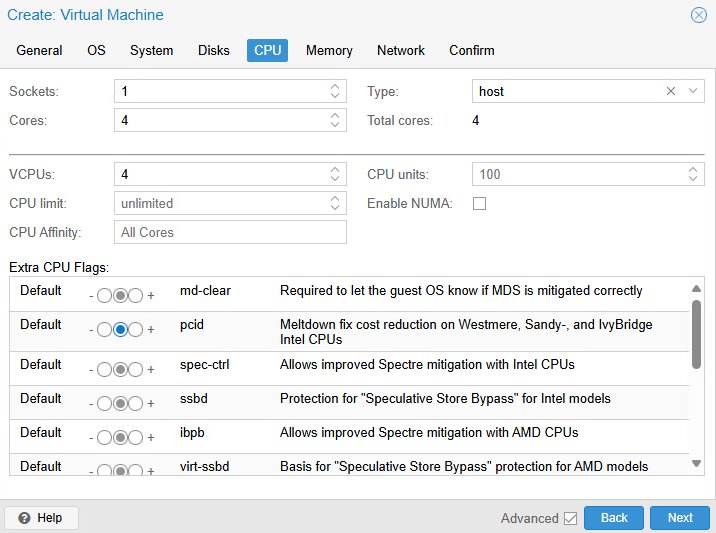 Create: Virtual Machine
General OS System Disks CPU Memory Network Confirm
Sockets: 1 Type: host
Cores: 4 Total cores: 4
VCPUs: 4 CPU units: 100
CPU limit: unlimited Enable NUMA:
CPU Affinity: All Cores
Extra CPU Flags:
Default - + md-clear Required to let the guest OS know if MDS is mitigated correctly
Default - + pcid Meltdown fix cost reduction on Westmere, Sandy-, and IvyBridge
Intel CPUs
Default - + spec-ctrl Allows improved Spectre mitigation with Intel CPUs
Default - + ssbd Protection for "Speculative Store Bypass" for Intel models
Default - + ibpb Allows improved Spectre mitigation with AMD CPUs
Default - + virt-ssbd Basis for "Speculative Store Bypass" protection for AMD models
Help Advanced Back Next